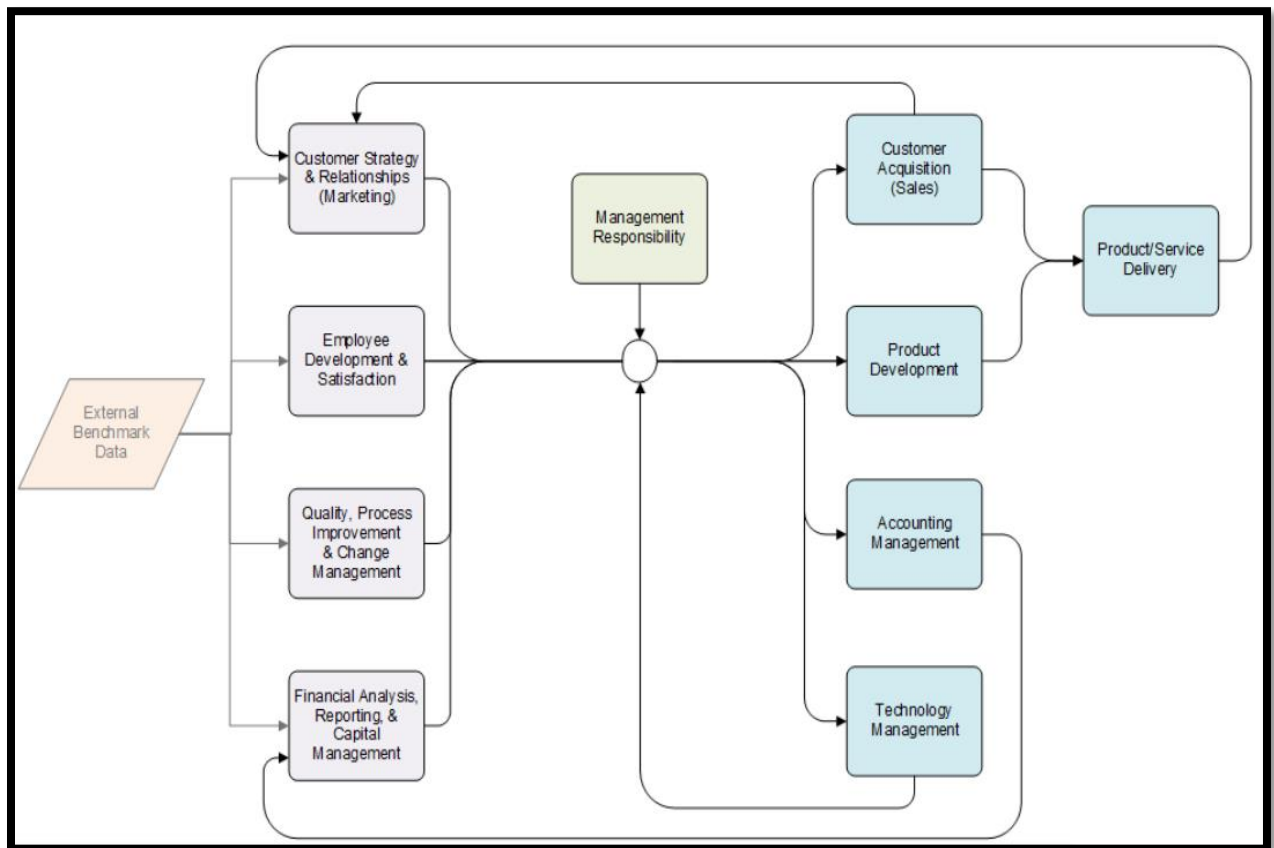 Customer Strategy
& Relationships
(Marketing)
Management
Responsibility
Customer
Acquisition
(Sales)
Product/Service
Delivery
Employee
Development &
Satisfaction
Product
Development
External
Benchmark
Data
Quality, Process
Improvement
& Change
Management
Accounting
Management
Financial Analysis,
Reporting, &
Capital
Management
Technology
Management